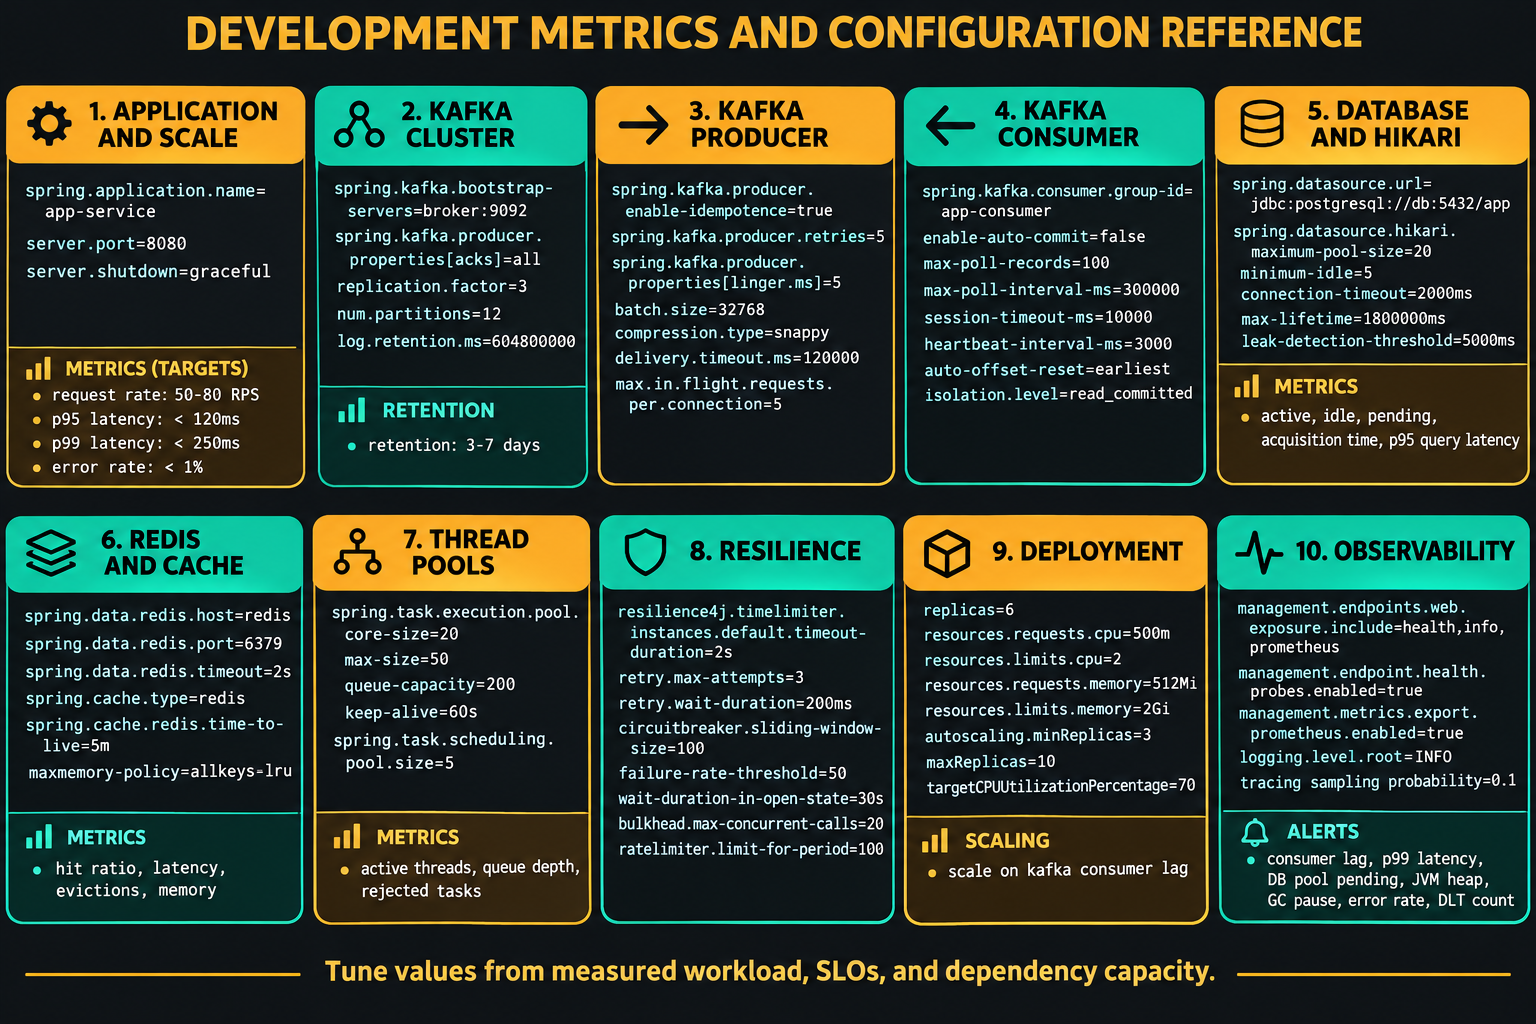 DEVELOPMENT METRICS AND CONFIGURATION REFERENCE
1. APPLICATION
AND SCALE
spring.application.name=
app-service
server.port=8080
server.shutdown=graceful
METRICS (TARGETS)
• request rate: 50-80 RPS
• p95 latency: < 120ms
• p99 latency: < 250ms
• error rate: < 1%
2. KAFKA
CLUSTER
spring.kafka.bootstrap-
servers=broker:9092
spring.kafka.producer.
properties[acks]=all
replication.factor=3
num.partitions=12
log.retention.ms=604800000
RETENTION
• retention: 3-7 days
3. KAFKA
PRODUCER
spring.kafka.producer.
enable-idempotence=true
spring.kafka.producer.retries=5
spring.kafka.producer.
properties[linger.ms]=5
batch.size=32768
compression.type=snappy
delivery.timeout.ms=120000
max.in.flight.requests.
per.connection=5
4. KAFKA
CONSUMER
spring.kafka.consumer.group-id=
app-consumer
enable-auto-commit=false
max-poll-records=100
max-poll-interval-ms=300000
session-timeout-ms=10000
heartbeat-interval-ms=3000
auto-offset-reset=earliest
isolation.level=read_committed
5. DATABASE
AND HIKARI
spring.datasource.url=
jdbc:postgresql://db:5432/app
spring.datasource.hikari.
maximum-pool-size=20
minimum-idle=5
connection-timeout=2000ms
max-lifetime=1800000ms
leak-detection-threshold=5000ms
METRICS
• active, idle, pending,
acquisition time, p95 query latency
6. REDIS
AND CACHE
spring.data.redis.host=redis
spring.data.redis.port=6379
spring.data.redis.timeout=2s
spring.cache.type=redis
spring.cache.redis.time-to-
live=5m
maxmemory-policy=allkeys-lru
METRICS
• hit ratio, latency,
evictions, memory
7. THREAD
POOLS
spring.task.execution.pool.
core-size=20
max-size=50
queue-capacity=200
keep-alive=60s
spring.task.scheduling.
pool.size=5
METRICS
• active threads, queue depth,
rejected tasks
8. RESILIENCE
resilience4j.timelimiter.
instances.default.timeout-
duration=2s
retry.max-attempts=3
retry.wait-duration=200ms
circuitbreaker.sliding-window-
size=100
failure-rate-threshold=50
wait-duration-in-open-state=30s
bulkhead.max-concurrent-calls=20
ratelimiter.limit-for-period=100
9. DEPLOYMENT
replicas=6
resources.requests.cpu=500m
resources.limits.cpu=2
resources.requests.memory=512Mi
resources.limits.memory=2Gi
autoscaling.minReplicas=3
maxReplicas=10
targetCPUUtilizationPercentage=70
SCALING
• scale on kafka consumer lag
10. OBSERVABILITY
management.endpoints.web.
exposure.include=health,info,
prometheus
management.endpoint.health.
probes.enabled=true
management.metrics.export.
prometheus.enabled=true
logging.level.root=INFO
tracing sampling probability=0.1
ALERTS
• consumer lag, p99 latency,
DB pool pending, JVM heap,
GC pause, error rate, DLT count
Tune values from measured workload, SLOs, and dependency capacity.